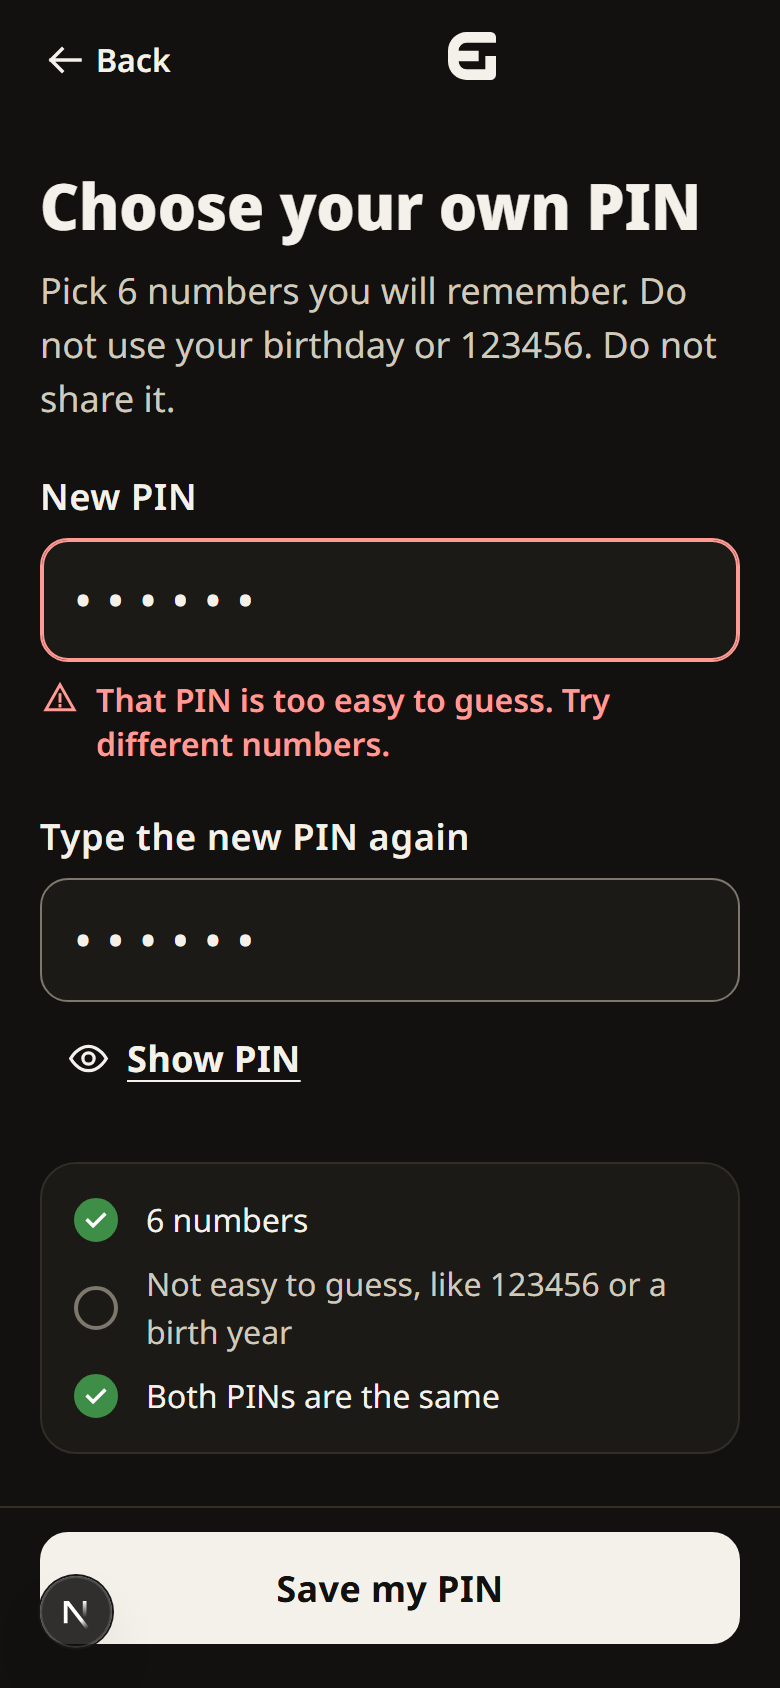 Back
Choose your own PIN
Pick 6 numbers you will remember. Do
not use your birthday or 123456. Do not
share it.
New PIN
••••••
That PIN is too easy to guess. Try
different numbers.
Type the new PIN again
••••••
Show PIN
6 numbers
Not easy to guess, like 123456 or a
birth year
Both PINs are the same
Save my PIN
N